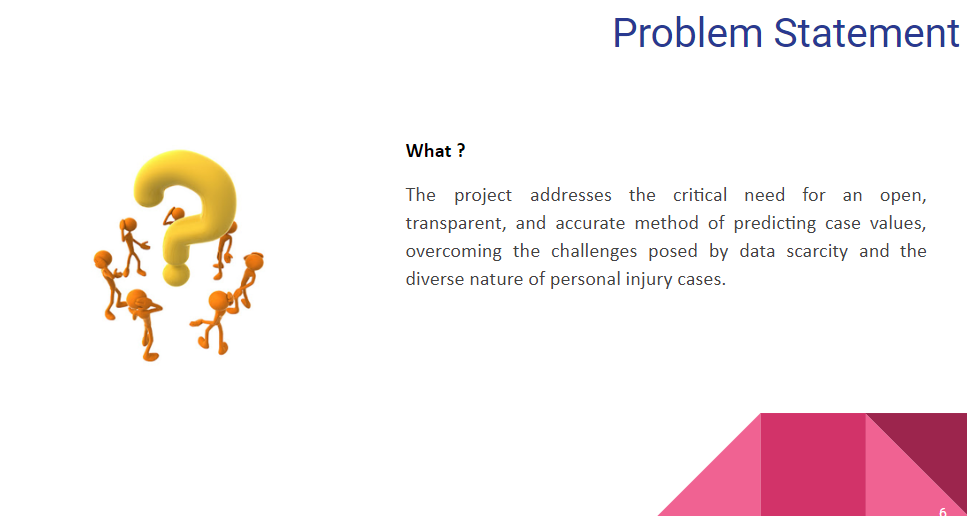 Problem Statement
What ?
The project addresses the critical need for an open,
transparent, and accurate method of predicting case values,
overcoming the challenges posed by data scarcity and the
diverse nature of personal injury cases.
6